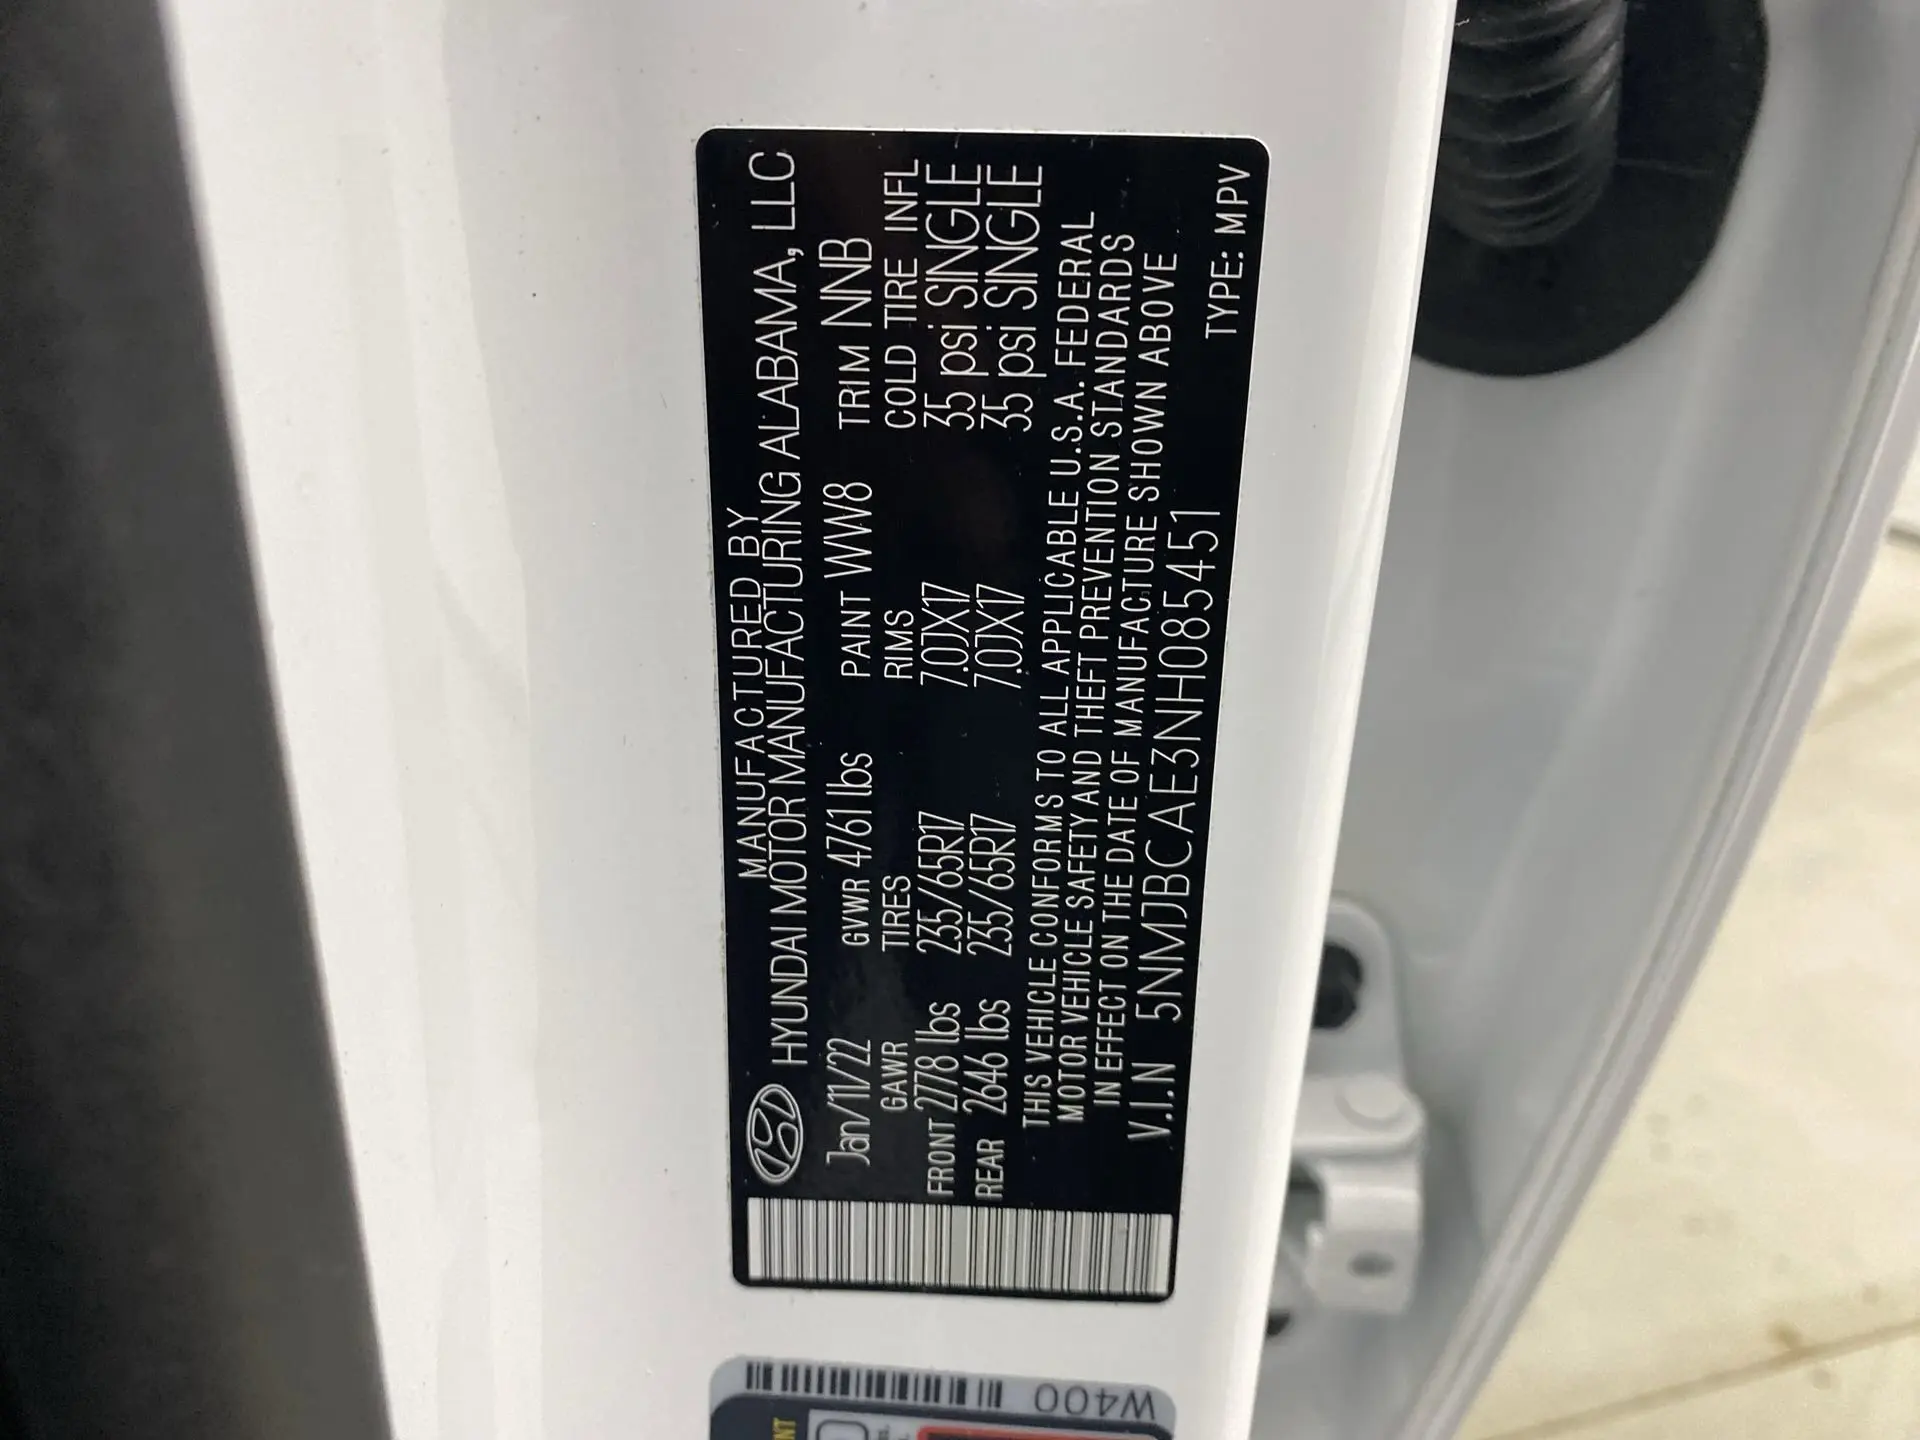 MANUFACTURED BY
HYUNDAI MOTOR MANUFACTURING ALABAMA, LLC
Jan/11/22 GVWR 4761 lbs PAINT WW8 TRIM NNB
GAWR TIRES RIMS COLD TIRE INFL
FRONT 2778 lbs 235/65R17 7.0JX17 35 psi SINGLE
REAR 2646 lbs 235/65R17 7.0JX17 35 psi SINGLE
THIS VEHICLE CONFORMS TO ALL APPLICABLE U.S.A. FEDERAL
MOTOR VEHICLE SAFETY AND THEFT PREVENTION STANDARDS
IN EFFECT ON THE DATE OF MANUFACTURE SHOWN ABOVE
V.I.N 5NMJBCAE3NH085451
TYPE: MPV
W400